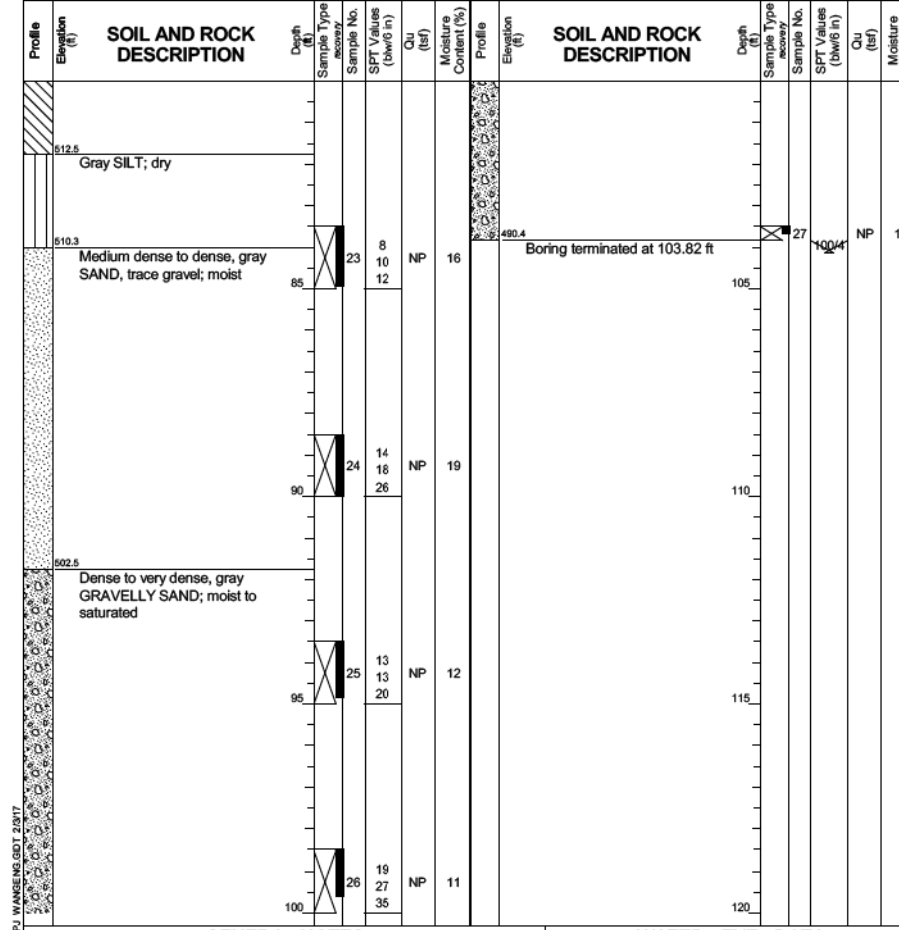 Profile
Elevation
(ft)
SOIL AND ROCK
DESCRIPTION
Depth
(ft)
Sample Type
recovery
Sample No.
SPT Values
(blw/6 in)
Qu
(tsf)
Moisture
Content (%)
512.5
Gray SILT; dry
510.3
Medium dense to dense, gray
SAND, trace gravel; moist
85
23
8
10
12
NP
16
90
24
14
18
26
NP
19
502.5
Dense to very dense, gray
GRAVELLY SAND; moist to
saturated
95
25
13
13
20
NP
12
100
26
19
27
35
NP
11
PJ WANGENG.GDT 2/3/17
Profile
Elevation
(ft)
SOIL AND ROCK
DESCRIPTION
Depth
(ft)
Sample Type
recovery
Sample No.
SPT Values
(blw/6 in)
Qu
(tsf)
Moisture
490.4
Boring terminated at 103.82 ft
27
100/4
NP
1
105
110
115
120